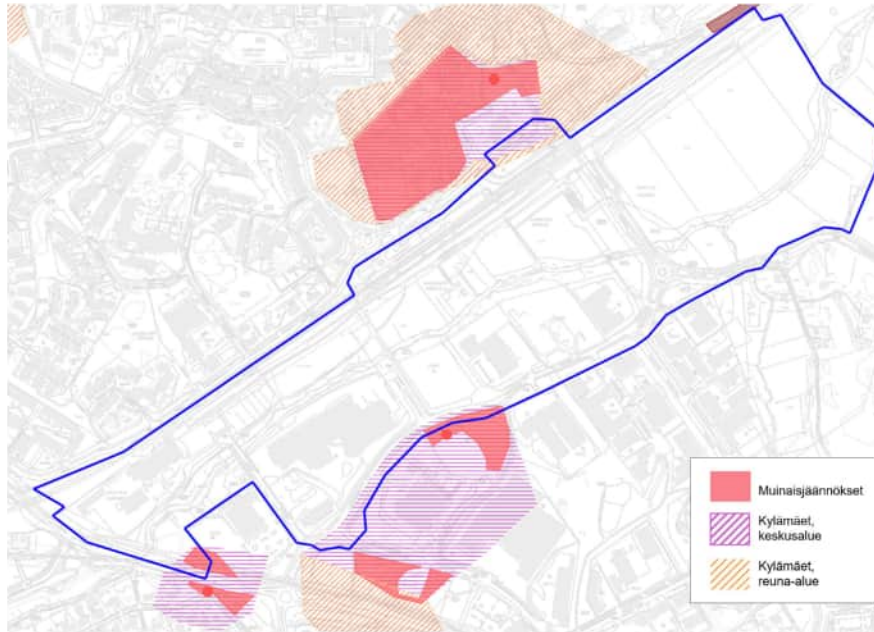 Muinaisjäännökset
Kylämäet,
keskusalue
Kylämäet,
reuna-alue